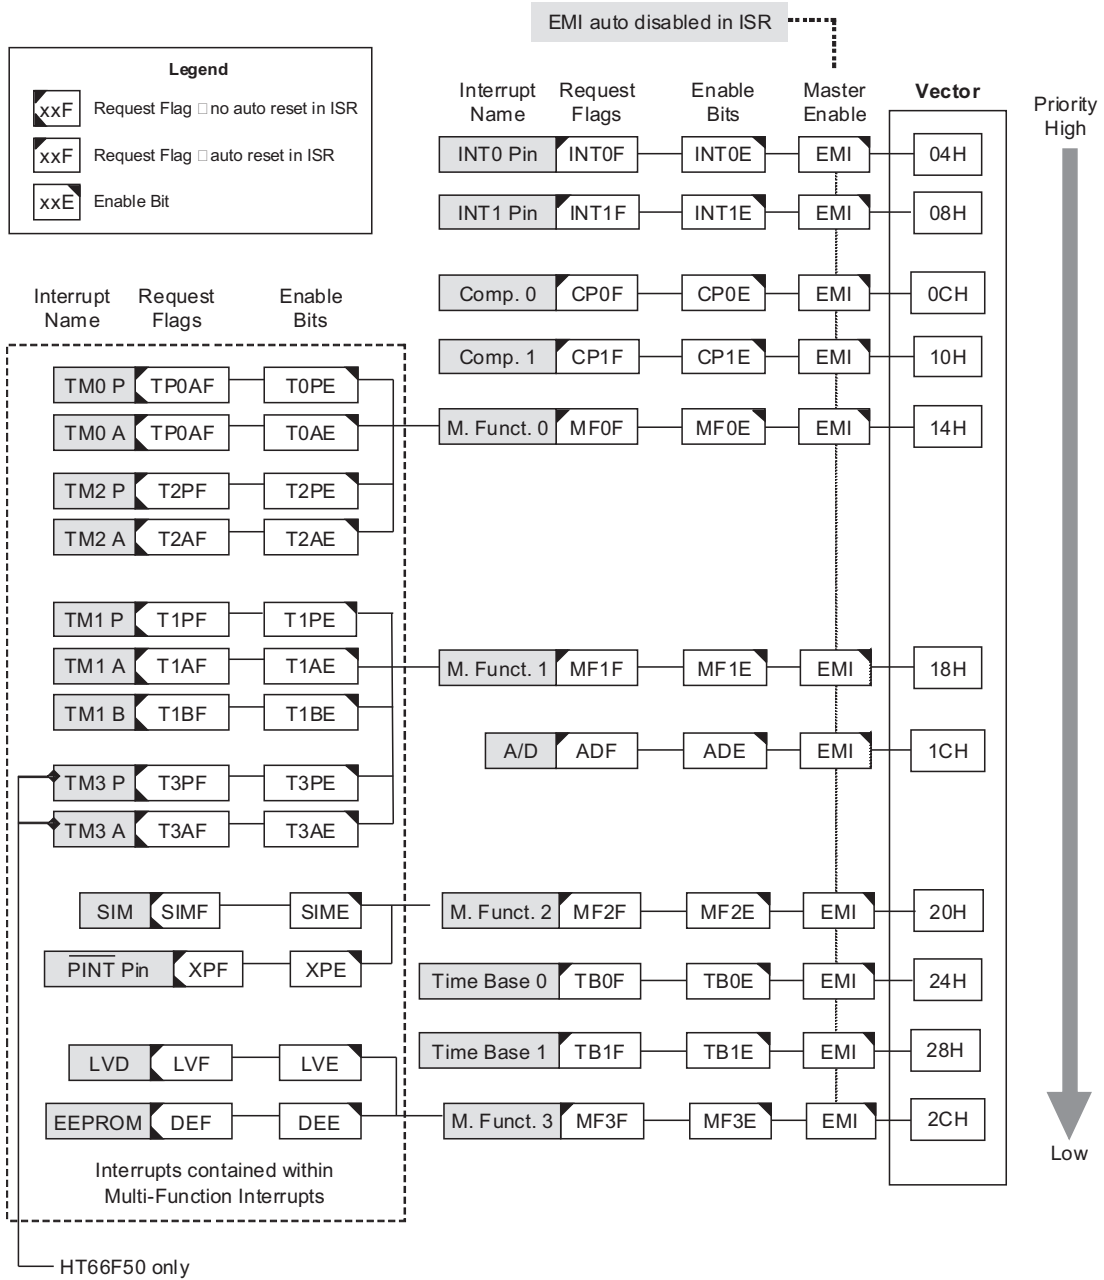 EMI auto disabled in ISR
Legend
xxF Request Flag □ no auto reset in ISR
xxF Request Flag □ auto reset in ISR
xxE Enable Bit
Interrupt Name Request Flags Enable Bits Master Enable Vector
Priority High
INT0 Pin INT0F INT0E EMI 04H
INT1 Pin INT1F INT1E EMI 08H
Comp. 0 CP0F CP0E EMI 0CH
Comp. 1 CP1F CP1E EMI 10H
M. Funct. 0 MF0F MF0E EMI 14H
M. Funct. 1 MF1F MF1E EMI 18H
A/D ADF ADE EMI 1CH
M. Funct. 2 MF2F MF2E EMI 20H
Time Base 0 TB0F TB0E EMI 24H
Time Base 1 TB1F TB1E EMI 28H
M. Funct. 3 MF3F MF3E EMI 2CH
Low
Interrupt Name Request Flags Enable Bits
TM0 P TP0AF T0PE
TM0 A TP0AF T0AE
TM2 P T2PF T2PE
TM2 A T2AF T2AE
TM1 P T1PF T1PE
TM1 A T1AF T1AE
TM1 B T1BF T1BE
TM3 P T3PF T3PE
TM3 A T3AF T3AE
SIM SIMF SIME
PINT Pin XPF XPE
LVD LVF LVE
EEPROM DEF DEE
Interrupts contained within
Multi-Function Interrupts
HT66F50 only